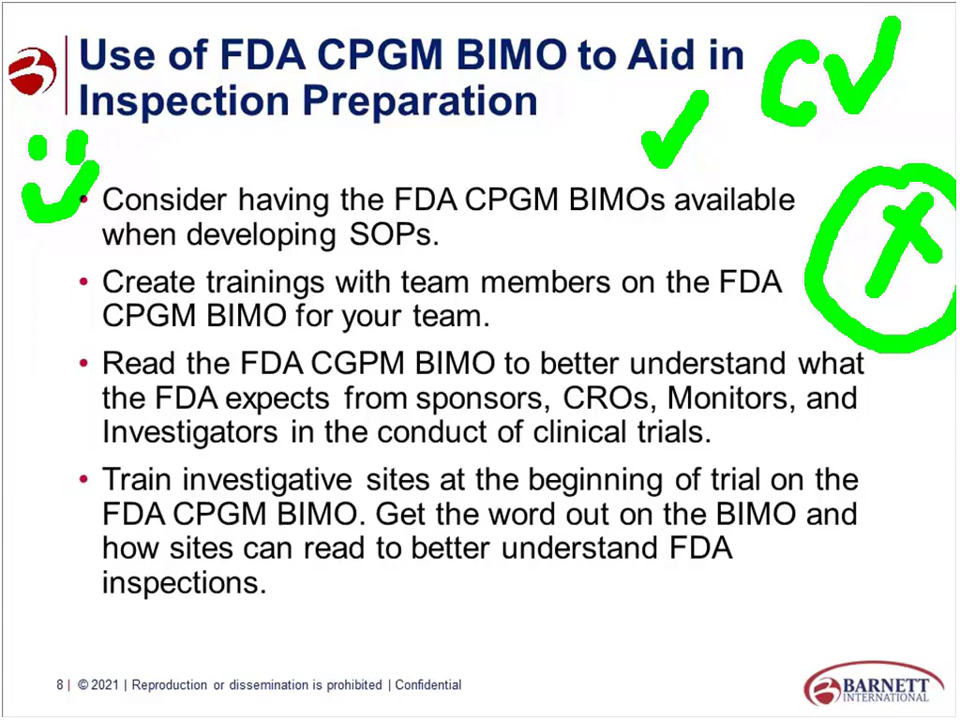 Use of FDA CPGM BIMO to Aid in
Inspection Preparation
C
• Consider having the FDA CPGM BIMOs available
when developing SOPs.
• Create trainings with team members on the FDA
CPGM BIMO for your team.
• Read the FDA CGPM BIMO to better understand what
the FDA expects from sponsors, CROs, Monitors, and
Investigators in the conduct of clinical trials.
• Train investigative sites at the beginning of trial on the
FDA CPGM BIMO. Get the word out on the BIMO and
how sites can read to better understand FDA
inspections.
8 | © 2021 | Reproduction or dissemination is prohibited | Confidential
BARNETT
INTERNATIONAL